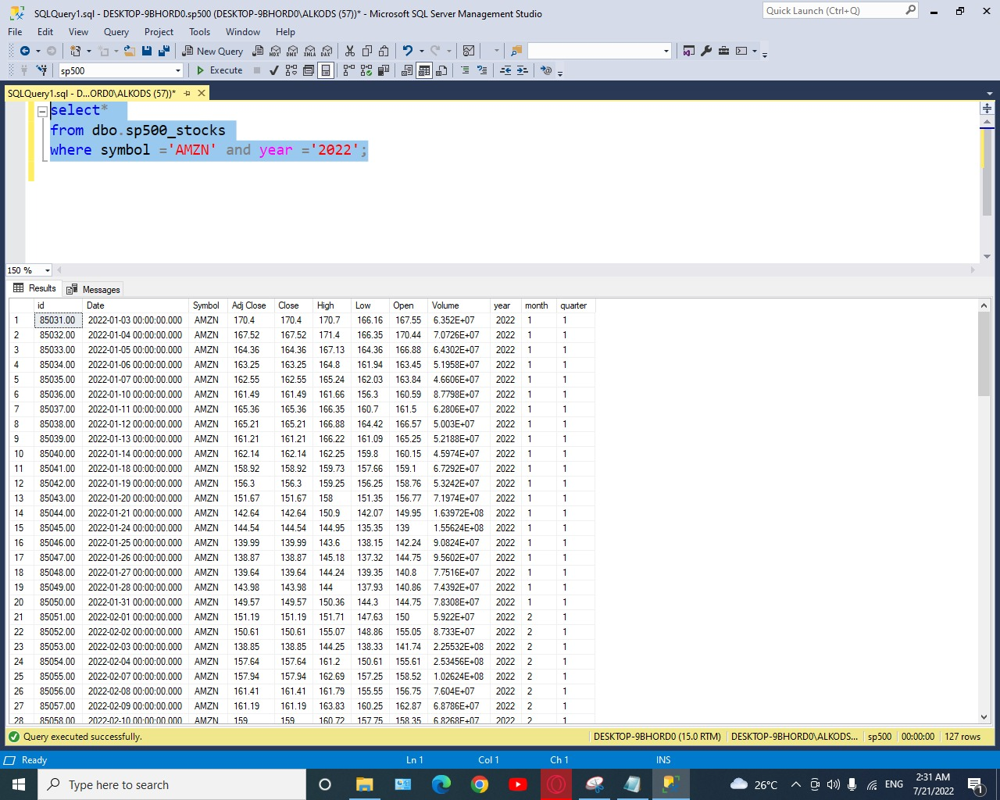 SQLQuery1.sql - DESKTOP-9BHORD0.sp500 (DESKTOP-9BHORD0\ALKODS (57))* - Microsoft SQL Server Management Studio
Quick Launch (Ctrl+Q)
File Edit View Query Project Tools Window Help
New Query MDX DMX XMLA DAX
sp500 Execute
SQLQuery1.sql - D...ORD0\ALKODS (57))*
select*
from dbo.sp500_stocks
where symbol ='AMZN' and year ='2022';
150 %
Results Messages
id Date Symbol Adj Close Close High Low Open Volume year month quarter
1 85031.00 2022-01-03 00:00:00.000 AMZN 170.4 170.4 170.7 166.16 167.55 6.352E+07 2022 1 1
2 85032.00 2022-01-04 00:00:00.000 AMZN 167.52 167.52 171.4 166.35 170.44 7.0726E+07 2022 1 1
3 85033.00 2022-01-05 00:00:00.000 AMZN 164.36 164.36 167.13 164.36 166.88 6.4302E+07 2022 1 1
4 85034.00 2022-01-06 00:00:00.000 AMZN 163.25 163.25 164.8 161.94 163.45 5.1958E+07 2022 1 1
5 85035.00 2022-01-07 00:00:00.000 AMZN 162.55 162.55 165.24 162.03 163.84 4.6606E+07 2022 1 1
6 85036.00 2022-01-10 00:00:00.000 AMZN 161.49 161.49 161.66 156.3 160.59 8.7798E+07 2022 1 1
7 85037.00 2022-01-11 00:00:00.000 AMZN 165.36 165.36 166.35 160.7 161.5 6.2806E+07 2022 1 1
8 85038.00 2022-01-12 00:00:00.000 AMZN 165.21 165.21 166.88 164.42 166.57 5.003E+07 2022 1 1
9 85039.00 2022-01-13 00:00:00.000 AMZN 161.21 161.21 166.22 161.09 165.25 5.2188E+07 2022 1 1
10 85040.00 2022-01-14 00:00:00.000 AMZN 162.14 162.14 162.25 159.8 160.15 4.5974E+07 2022 1 1
11 85041.00 2022-01-18 00:00:00.000 AMZN 158.92 158.92 159.73 157.66 159.1 6.7292E+07 2022 1 1
12 85042.00 2022-01-19 00:00:00.000 AMZN 156.3 156.3 159.25 156.25 158.76 5.3242E+07 2022 1 1
13 85043.00 2022-01-20 00:00:00.000 AMZN 151.67 151.67 158 151.35 156.77 7.1974E+07 2022 1 1
14 85044.00 2022-01-21 00:00:00.000 AMZN 142.64 142.64 150.9 142.07 149.95 1.63972E+08 2022 1 1
15 85045.00 2022-01-24 00:00:00.000 AMZN 144.54 144.54 144.95 135.35 139 1.55624E+08 2022 1 1
16 85046.00 2022-01-25 00:00:00.000 AMZN 139.99 139.99 143.6 138.15 142.24 9.0824E+07 2022 1 1
17 85047.00 2022-01-26 00:00:00.000 AMZN 138.87 138.87 145.18 137.32 144.75 9.5602E+07 2022 1 1
18 85048.00 2022-01-27 00:00:00.000 AMZN 139.64 139.64 144.24 139.35 140.8 7.7516E+07 2022 1 1
19 85049.00 2022-01-28 00:00:00.000 AMZN 143.98 143.98 144 137.93 140.86 7.4392E+07 2022 1 1
20 85050.00 2022-01-31 00:00:00.000 AMZN 149.57 149.57 150.36 144.3 144.75 7.8308E+07 2022 1 1
21 85051.00 2022-02-01 00:00:00.000 AMZN 151.19 151.19 151.71 147.63 150 5.922E+07 2022 2 1
22 85052.00 2022-02-02 00:00:00.000 AMZN 150.61 150.61 155.07 148.86 155.05 8.733E+07 2022 2 1
23 85053.00 2022-02-03 00:00:00.000 AMZN 138.85 138.85 144.25 138.33 141.74 2.25532E+08 2022 2 1
24 85054.00 2022-02-04 00:00:00.000 AMZN 157.64 157.64 161.2 150.61 155.61 2.53456E+08 2022 2 1
25 85055.00 2022-02-07 00:00:00.000 AMZN 157.94 157.94 162.69 157.25 158.52 1.02624E+08 2022 2 1
26 85056.00 2022-02-08 00:00:00.000 AMZN 161.41 161.41 161.79 155.55 156.75 7.604E+07 2022 2 1
27 85057.00 2022-02-09 00:00:00.000 AMZN 161.19 161.19 163.83 160.25 162.87 6.8786E+07 2022 2 1
28 85058.00 2022-02-10 00:00:00.000 AMZN 159 159 160.72 157.75 158.35 6.8268E+07 2022 2 1
Query executed successfully. DESKTOP-9BHORD0 (15.0 RTM) DESKTOP-9BHORD0\ALKODS... sp500 00:00:00 127 rows
Ready Ln 1 Col 1 Ch 1 INS
Type here to search 26°C ENG 2:31 AM
7/21/2022 1